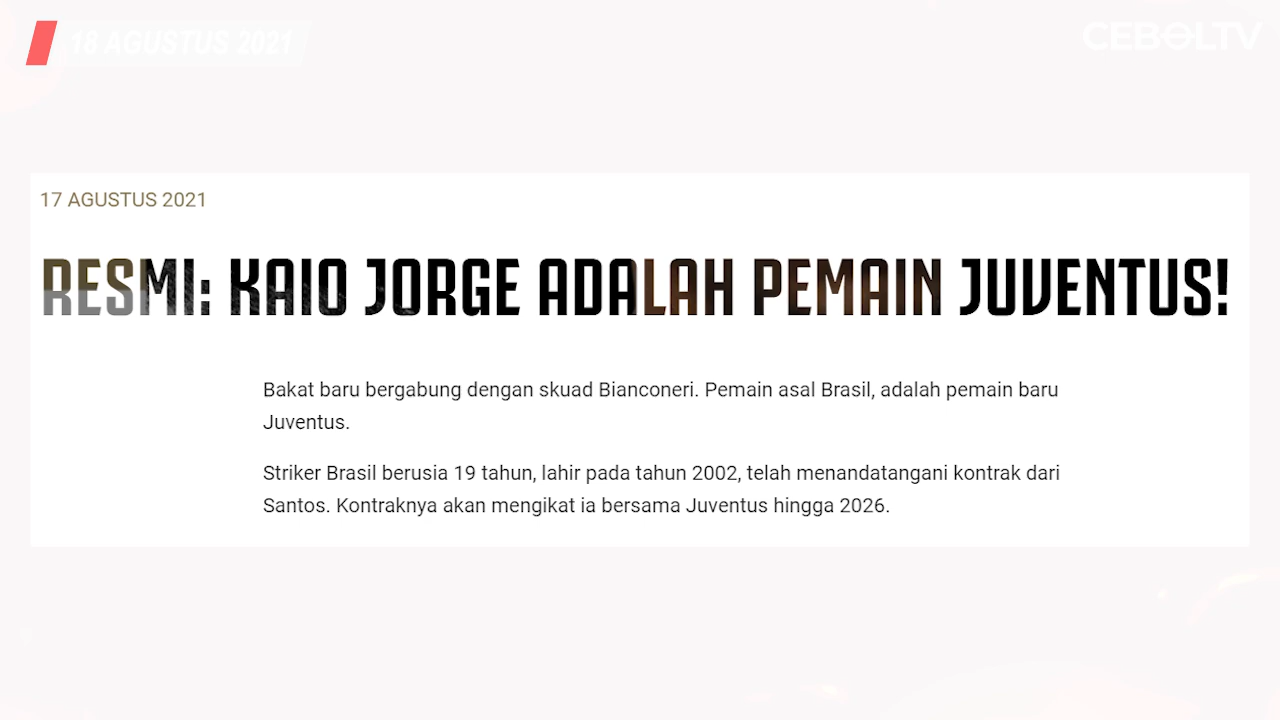 18 AGUSTUS 2021
CEBOLTV
17 AGUSTUS 2021
RESMI: KAIO JORGE ADALAH PEMAIN JUVENTUS!
Bakat baru bergabung dengan skuad Bianconeri. Pemain asal Brasil, adalah pemain baru
Juventus.
Striker Brasil berusia 19 tahun, lahir pada tahun 2002, telah menandatangani kontrak dari
Santos. Kontraknya akan mengikat ia bersama Juventus hingga 2026.